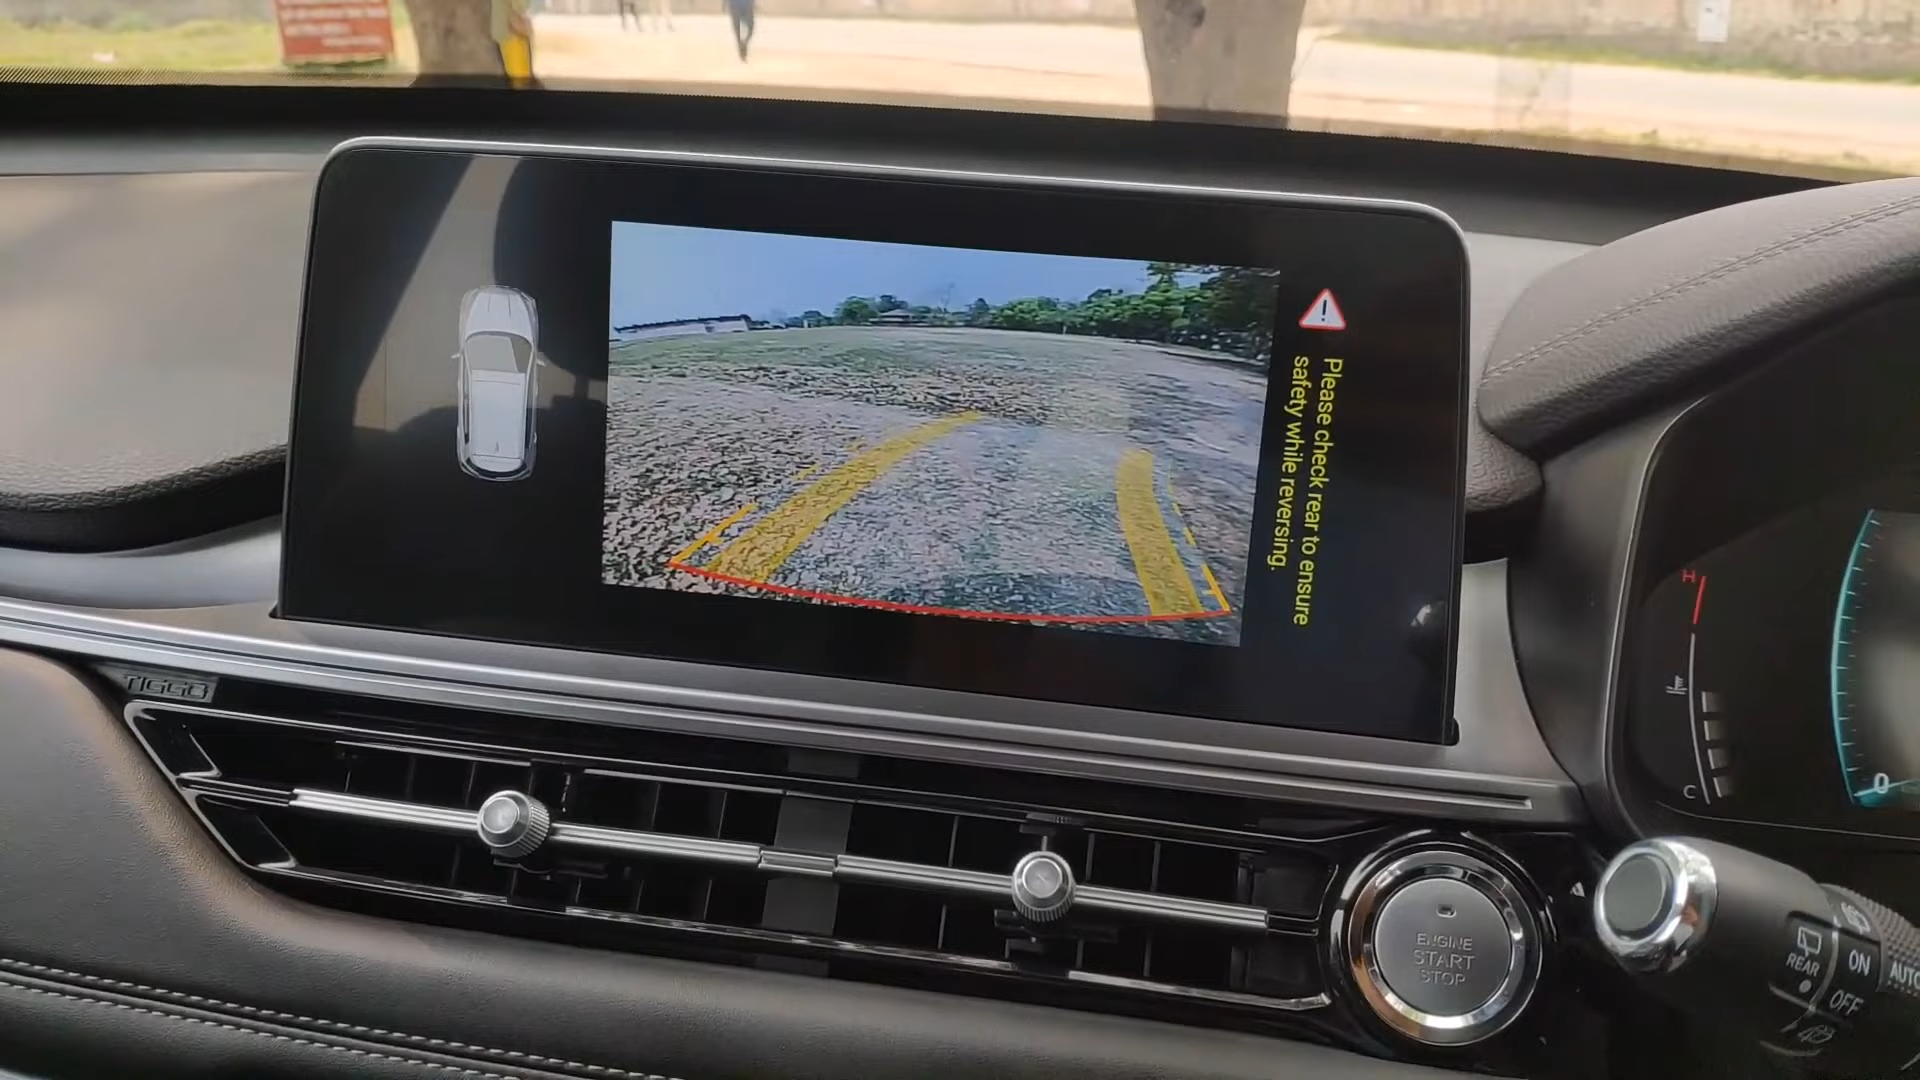 Please check rear to ensure
safety while reversing.
TIGGO
H
C
0
ENGINE
START
STOP
REAR
ON
OFF
AUTO